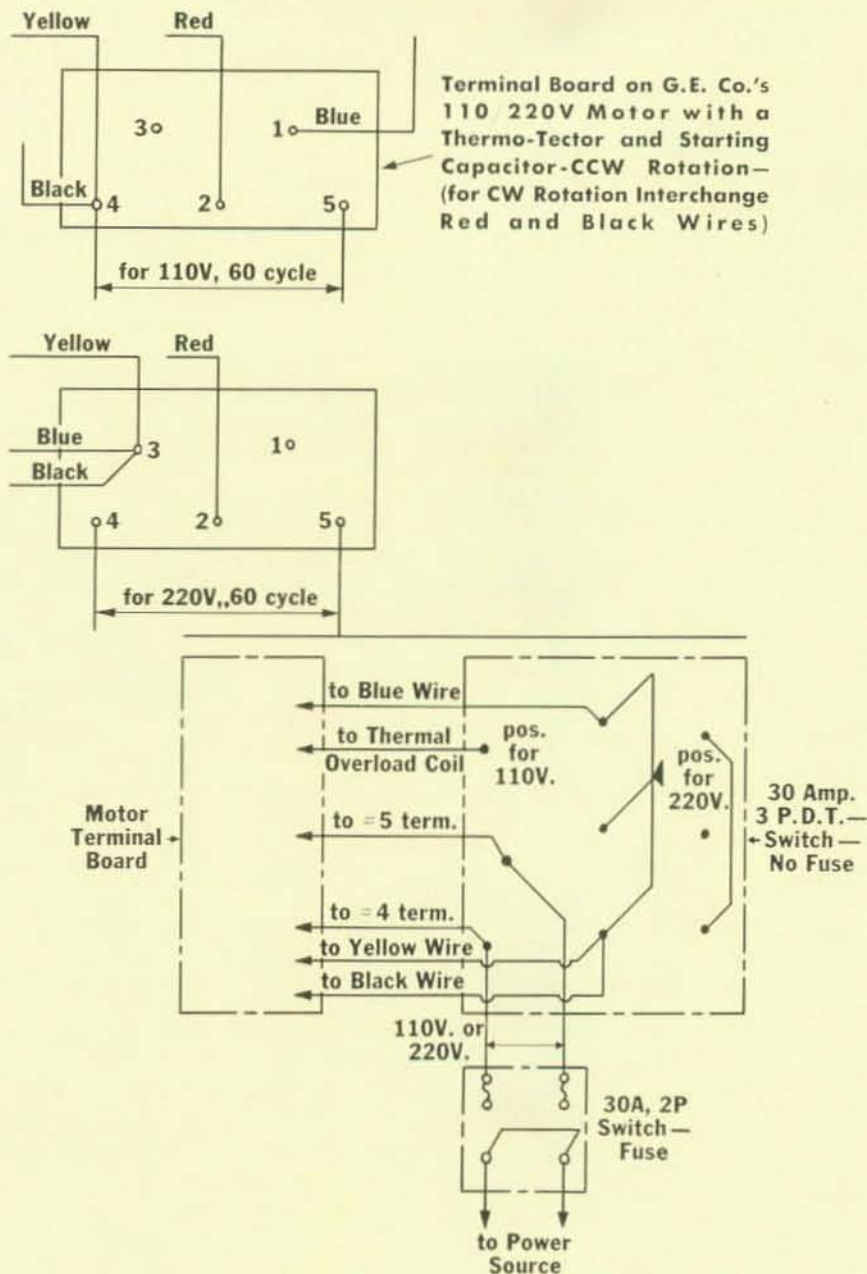 Yellow
Red
Terminal Board on G.E. Co.'s
110 220V Motor with a
Thermo-Tector and Starting
Capacitor-CCW Rotation—
(for CW Rotation Interchange
Red and Black Wires)
3
1
Blue
Black
4
2
5
for 110V, 60 cycle
Yellow
Red
Blue
3
1
Black
4
2
5
for 220V,,60 cycle
to Blue Wire
to Thermal
Overload Coil
pos.
for
110V.
pos.
for
220V.
Motor
Terminal
Board
to =5 term.
30 Amp.
3 P.D.T.—
Switch —
No Fuse
to =4 term.
to Yellow Wire
to Black Wire
110V. or
220V.
30A, 2P
Switch —
Fuse
to Power
Source